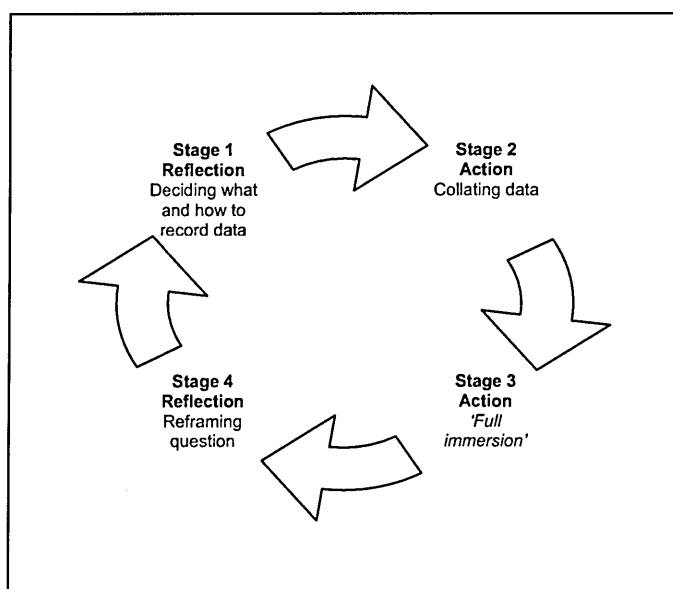 Stage 1
Reflection
Deciding what
and how to
record data
Stage 2
Action
Collating data
Stage 3
Action
'Full
immersion'
Stage 4
Reflection
Reframing
question